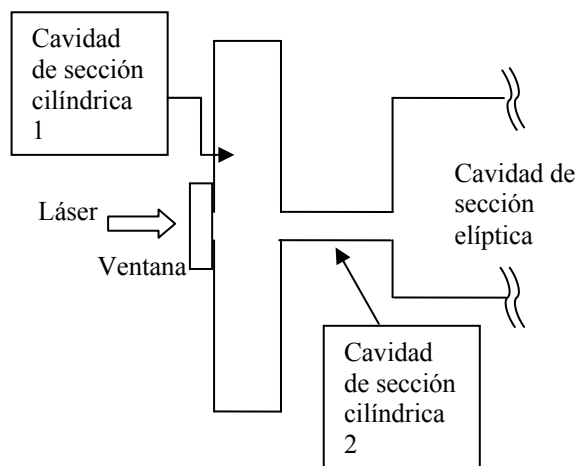 Cavidad
de sección
cilíndrica
1
Láser
Ventana
Cavidad de
sección
elíptica
Cavidad
de sección
cilíndrica
2